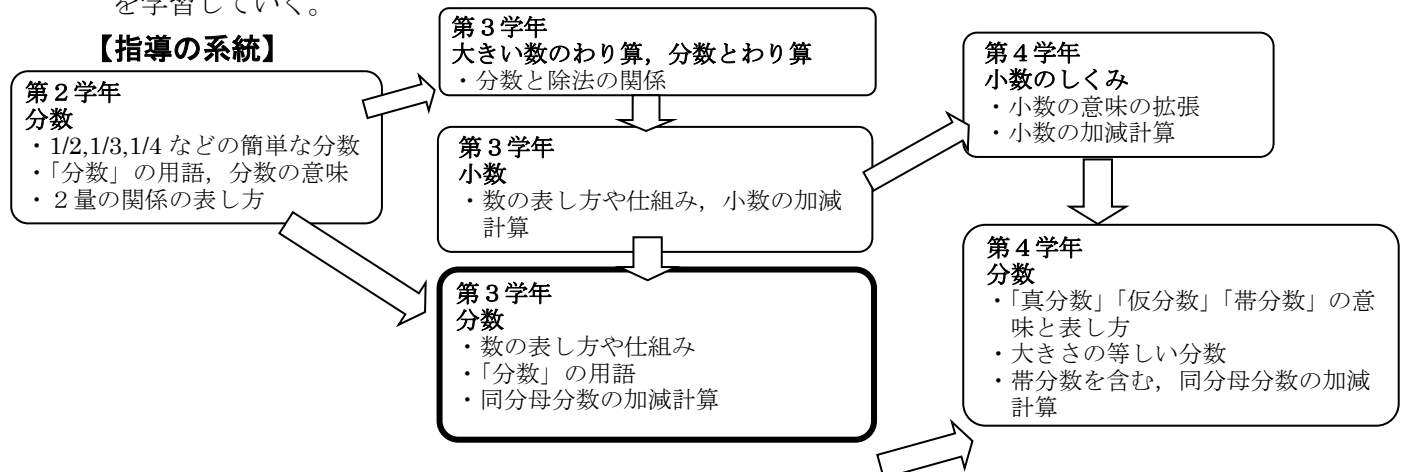 を学習していく。
【指導の系統】
第２学年
分数
・1/2,1/3,1/4 などの簡単な分数
・「分数」の用語，分数の意味
・２量の関係の表し方
第３学年
大きい数のわり算，分数とわり算
・分数と除法の関係
第３学年
小数
・数の表し方や仕組み，小数の加減
計算
第３学年
分数
・数の表し方や仕組み
・「分数」の用語
・同分母分数の加減計算
第４学年
小数のしくみ
・小数の意味の拡張
・小数の加減計算
第４学年
分数
・「真分数」「仮分数」「帯分数」の意
味と表し方
・大きさの等しい分数
・帯分数を含む，同分母分数の加減
計算